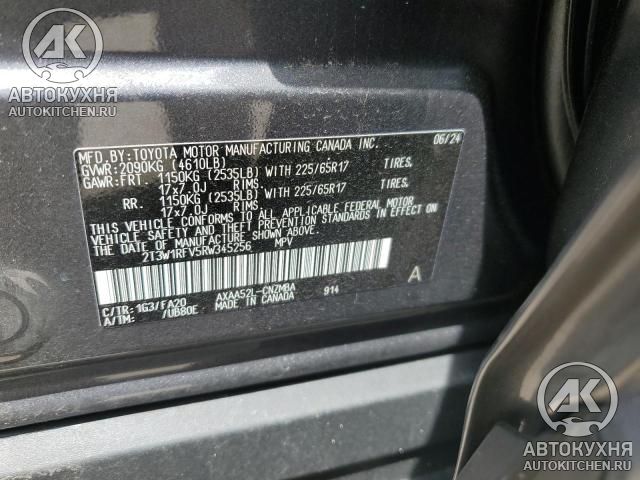 AK
АВТОКУХНЯ
AUTOKITCHEN.RU
MFD. BY: TOYOTA MOTOR MANUFACTURING CANADA INC. 06/24
GVWR: 2090KG (4610LB)
GAWR: FRT. 1150KG (2535LB) WITH 225/65R17 TIRES.
17x7.0J RIMS.
RR. 1150KG (2535LB) WITH 225/65R17 TIRES.
17x7.0J RIMS.
THIS VEHICLE CONFORMS TO ALL APPLICABLE FEDERAL MOTOR
VEHICLE SAFETY AND THEFT PREVENTION STANDARDS IN EFFECT
ON THE DATE OF MANUFACTURE SHOWN ABOVE.
2T3W1RFV5RW345256 MPV
A
C/TR: 1G3/FA20 AXAA52L-CNZMBA 914
A/TM: /UB80E MADE IN CANADA
AK
АВТОКУХНЯ
AUTOKITCHEN.RU